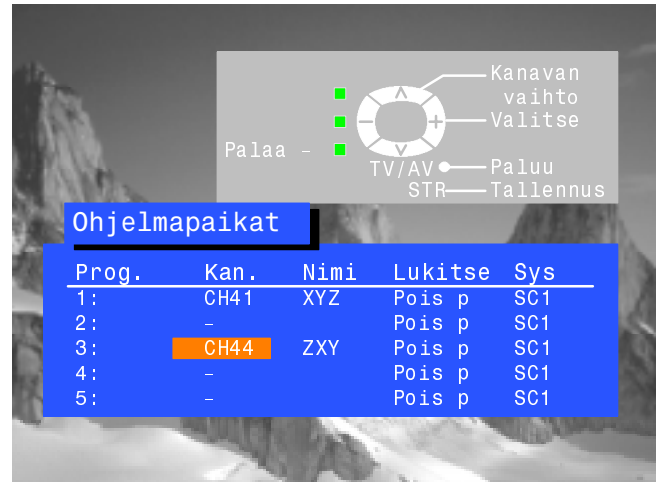 Kanavan
vaihto
Valitse
Palaa –
TV/AV Paluu
STR Tallennus
Ohjelmapaikat
Prog. Kan. Nimi Lukitse Sys
1: CH41 XYZ Pois p SC1
2: – Pois p SC1
3: CH44 ZXY Pois p SC1
4: – Pois p SC1
5: – Pois p SC1